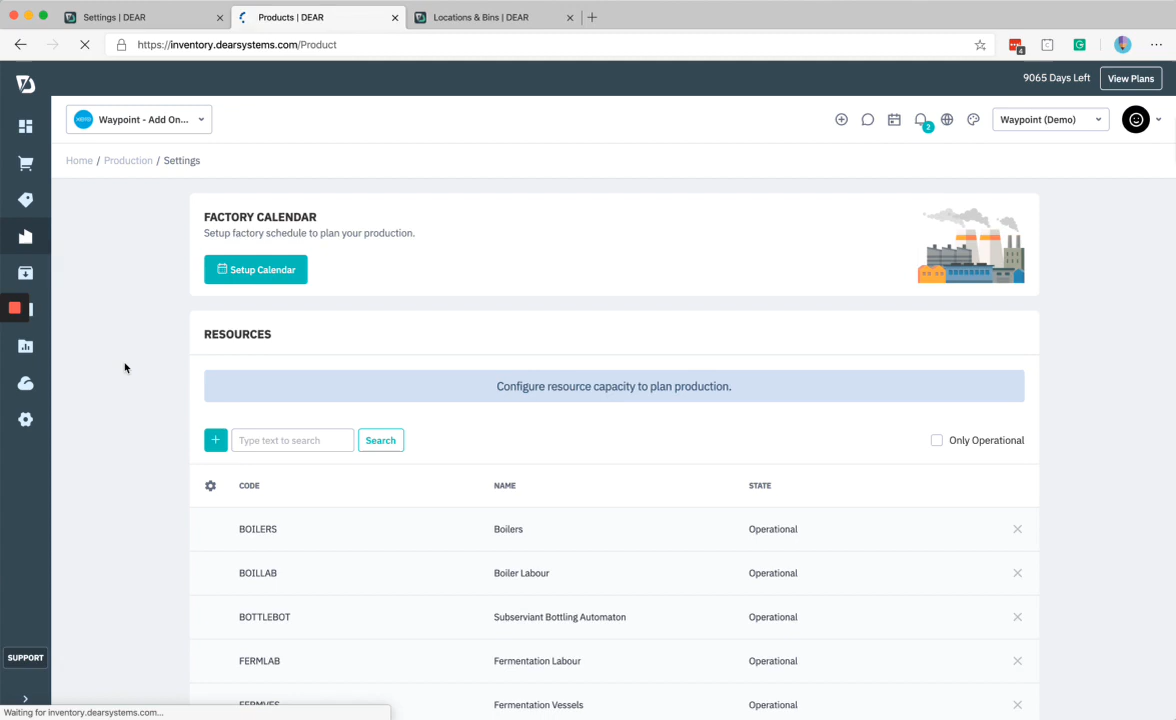 Settings | DEAR
Products | DEAR
Locations & Bins | DEAR
https://inventory.dearsystems.com/Product
4
C
G
9065 Days Left
View Plans
xero
Waypoint - Add On...
2
Waypoint (Demo)
Home / Production / Settings
FACTORY CALENDAR
Setup factory schedule to plan your production.
Setup Calendar
RESOURCES
Configure resource capacity to plan production.
+
Type text to search
Search
Only Operational
CODE
NAME
STATE
BOILERS
Boilers
Operational
BOILLAB
Boiler Labour
Operational
BOTTLEBOT
Subserviant Bottling Automaton
Operational
FERMLAB
Fermentation Labour
Operational
FERMVES
Fermentation Vessels
Operational
SUPPORT
Waiting for inventory.dearsystems.com...